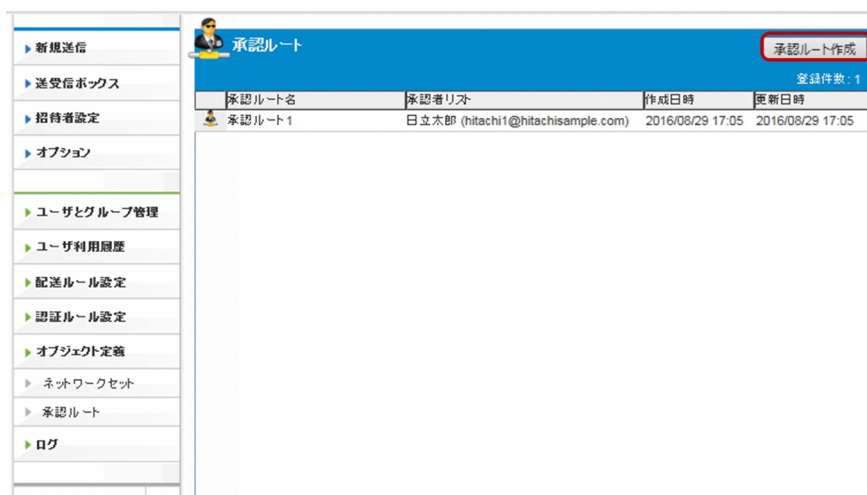 新規送信
送受信ボックス
招待者設定
オプション
ユーザとグループ管理
ユーザ利用履歴
配送ルール設定
認証ルール設定
オブジェクト定義
ネットワークセット
承認ルート
ログ
承認ルート
承認ルート作成
登録件数:1
承認ルート名 承認者リスト 作成日時 更新日時
承認ルート1 日立太郎 (hitachi1@hitachisample.com) 2016/08/29 17:05 2016/08/29 17:05